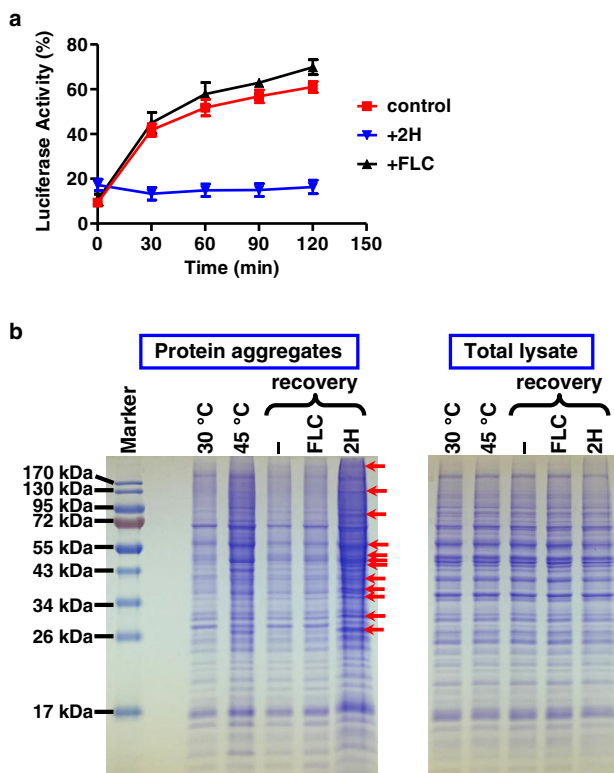 a
Luciferase Activity (%)
80
60
40
20
0
0 30 60 90 120 150
Time (min)
control
+2H
+FLC
b
Protein aggregates
Total lysate
recovery
recovery
Marker
30 °C
45 °C
–
FLC
2H
30 °C
45 °C
–
FLC
2H
170 kDa
130 kDa
95 kDa
72 kDa
55 kDa
43 kDa
34 kDa
26 kDa
17 kDa